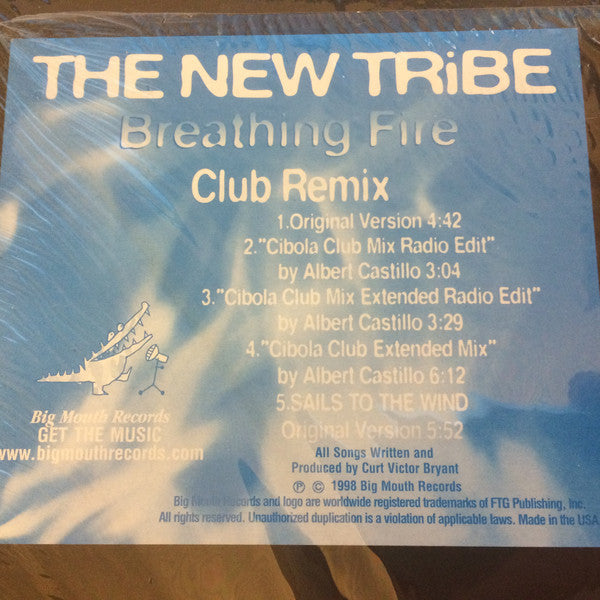 THE NEW TRiBE
Breathing Fire
Club Remix
1.Original Version 4:42
2."Cibola Club Mix Radio Edit"
by Albert Castillo 3:04
3."Cibola Club Mix Extended Radio Edit"
by Albert Castillo 3:29
4."Cibola Club Extended Mix"
by Albert Castillo 6:12
5.SAILS TO THE WIND
Original Version 5:52
Big Mouth Records
GET THE MUSIC
www.bigmouthrecords.com
All Songs Written and
Produced by Curt Victor Bryant
℗ © 1998 Big Mouth Records
Big Mouth Records and logo are worldwide registered trademarks of FTG Publishing, Inc.
All rights reserved. Unauthorized duplication is a violation of applicable laws. Made in the USA